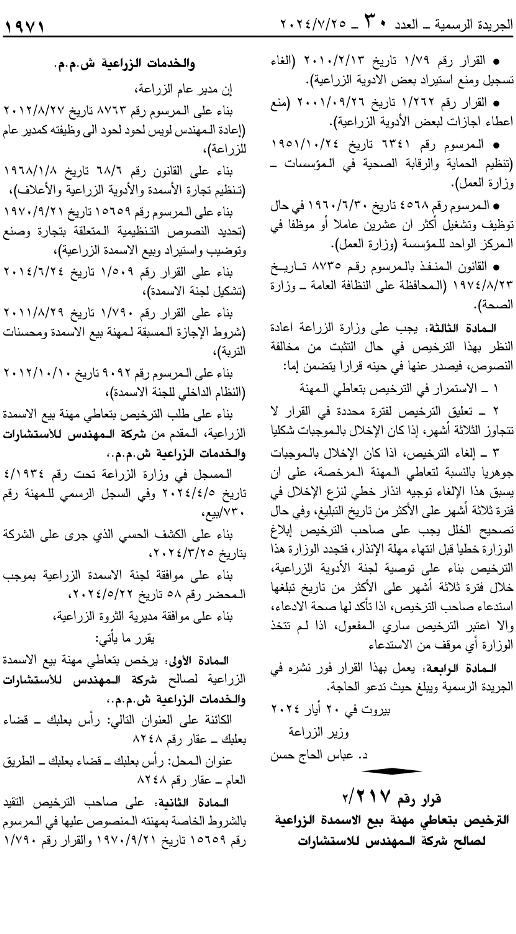 الجريدة الرسمية ــ العدد ٣٠ ــ ٢٠٢٤/٧/٢٥
١٩٧١
• القرار رقم ١/٧٩ تاريخ ٢٠١٠/٢/١٣ (الغاء
تسجيل ومنع استيراد بعض الادوية الزراعية).
• القرار رقم ١/٢٦٢ تاريخ ٢٠٠١/٠٩/٢٦ (منع
اعطاء اجازات لبعض الأدوية الزراعية).
• المرسوم رقم ٦٣٤١ تاريخ ١٩٥١/١٠/٢٤
(تنظيم الحماية والرقابة الصحية في المؤسسات ــ
وزارة العمل).
• المرسوم رقم ٤٥٦٨ تاريخ ١٩٦٠/٦/٣٠ في حال
توظيف وتشغيل أكثر ان عشرين عاملا أو موظفا في
المركز الواحد للمؤسسة (وزارة العمل).
• القانون المنفذ بالمرسوم رقم ٨٧٣٥ تاريخ
١٩٧٤/٨/٢٣ (المحافظة على النظافة العامة ــ وزارة
الصحة).
المادة الثالثة: يجب على وزارة الزراعة اعادة
النظر بهذا الترخيص في حال التثبت من مخالفة
النصوص، فيصدر عنها في حينه قرارا يتضمن إما:
١ ــ الاستمرار في الترخيص بتعاطي المهنة
٢ ــ تعليق الترخيص لفترة محددة في القرار لا
تتجاوز الثلاثة أشهر، إذا كان الإخلال بالموجبات شكليا
٣ ــ إلغاء الترخيص، اذا كان الإخلال بالموجبات
جوهريا بالنسبة لتعاطي المهنة المرخصة، على ان
يسبق هذا الإلغاء توجيه انذار خطي لنزع الإخلال في
فترة ثلاثة أشهر على الأكثر من تاريخ التبليغ، وفي حال
تصحيح الخلل يجب على صاحب الترخيص إبلاغ
الوزارة خطيا قبل انتهاء مهلة الإنذار، فتجدد الوزارة هذا
الترخيص بناء على توصية لجنة الأدوية الزراعية،
خلال فترة ثلاثة أشهر على الأكثر من تاريخ تبلغها
استدعاء صاحب الترخيص، اذا تأكد لها صحة الادعاء،
والا اعتبر الترخيص ساري المفعول، اذا لم تتخذ
الوزارة أي موقف من الاستدعاء
المادة الرابعة: يعمل بهذا القرار فور نشره في
الجريدة الرسمية ويبلغ حيث تدعو الحاجة.
بيروت في ٢٠ أيار ٢٠٢٤
وزير الزراعة
د. عباس الحاج حسن
قرار رقم ٢/٢١٧
الترخيص بتعاطي مهنة بيع الاسمدة الزراعية
لصالح شركة المهندس للاستشارات
والخدمات الزراعية ش.م.م.
إن مدير عام الزراعة،
بناء على المرسوم رقم ٨٧٦٣ تاريخ ٢٠١٢/٨/٢٧
(إعادة المهندس لويس لحود لحود الى وظيفته كمدير عام
للزراعة)،
بناء على القانون رقم ٦٨/٦ تاريخ ١٩٦٨/١/٨
(تنظيم تجارة الأسمدة والأدوية الزراعية والأعلاف)،
بناء على المرسوم رقم ١٥٦٥٩ تاريخ ١٩٧٠/٩/٢١
(تحديد النصوص التنظيمية المتعلقة بتجارة وصنع
وتوضيب واستيراد وبيع الاسمدة الزراعية)،
بناء على القرار رقم ١/٥٠٩ تاريخ ٢٠١٤/٦/٢٤
(تشكيل لجنة الاسمدة)،
بناء على القرار رقم ١/٧٩٠ تاريخ ٢٠١١/٨/٢٩
(شروط الإجازة المسبقة لمهنة بيع الاسمدة ومحسنات
التربة)،
بناء على المرسوم رقم ٩٠٩٢ تاريخ ٢٠١٢/١٠/١٠
(النظام الداخلي للجنة الاسمدة)،
بناء على طلب الترخيص بتعاطي مهنة بيع الاسمدة
الزراعية، المقدم من شركة المهندس للأستشارات
والخدمات الزراعية ش.م.م.،
المسجل في وزارة الزراعة تحت رقم ٤/١٩٣٤
تاريخ ٢٠٢٤/٤/٥ وفي السجل الرسمي للمهنة رقم
٧٣٠/بيع،
بناء على الكشف الحسي الذي جرى على الشركة
بتاريخ ٢٠٢٤/٣/٢٥،
بناء على موافقة لجنة الاسمدة الزراعية بموجب
المحضر رقم ٥٨ تاريخ ٢٠٢٤/٥/٢٢،
بناء على موافقة مديرية الثروة الزراعية،
يقرر ما يأتي:
المادة الأولى: يرخص بتعاطي مهنة بيع الاسمدة
الزراعية لصالح شركة المهندس للأستشارات
والخدمات الزراعية ش.م.م.،
الكائنة على العنوان التالي: رأس بعلبك ــ قضاء
بعلبك ــ عقار رقم ٨٢٤٨
عنوان المحل: رأس بعلبك ــ قضاء بعلبك ــ الطريق
العام ــ عقار رقم ٨٢٤٨
المادة الثانية: على صاحب الترخيص التقيد
بالشروط الخاصة بمهنته المنصوص عليها في المرسوم
رقم ١٥٦٥٩ تاريخ ١٩٧٠/٩/٢١ والقرار رقم ١/٧٩٠